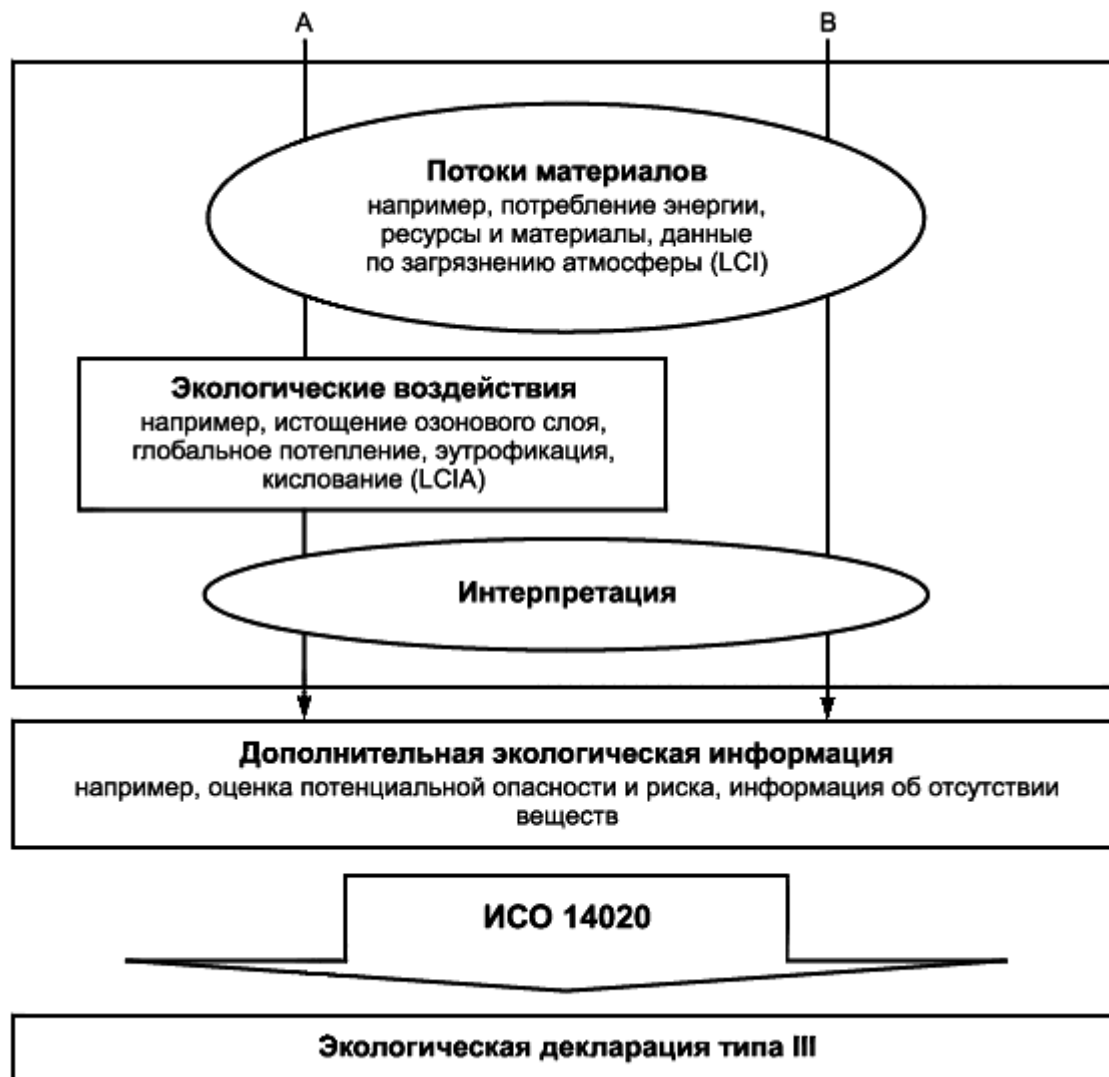 A
B
Потоки материалов
например, потребление энергии,
ресурсы и материалы, данные
по загрязнению атмосферы (LCI)
Экологические воздействия
например, истощение озонового слоя,
глобальное потепление, эутрофикация,
кислование (LCIA)
Интерпретация
Дополнительная экологическая информация
например, оценка потенциальной опасности и риска, информация об отсутствии
веществ
ИСО 14020
Экологическая декларация типа III